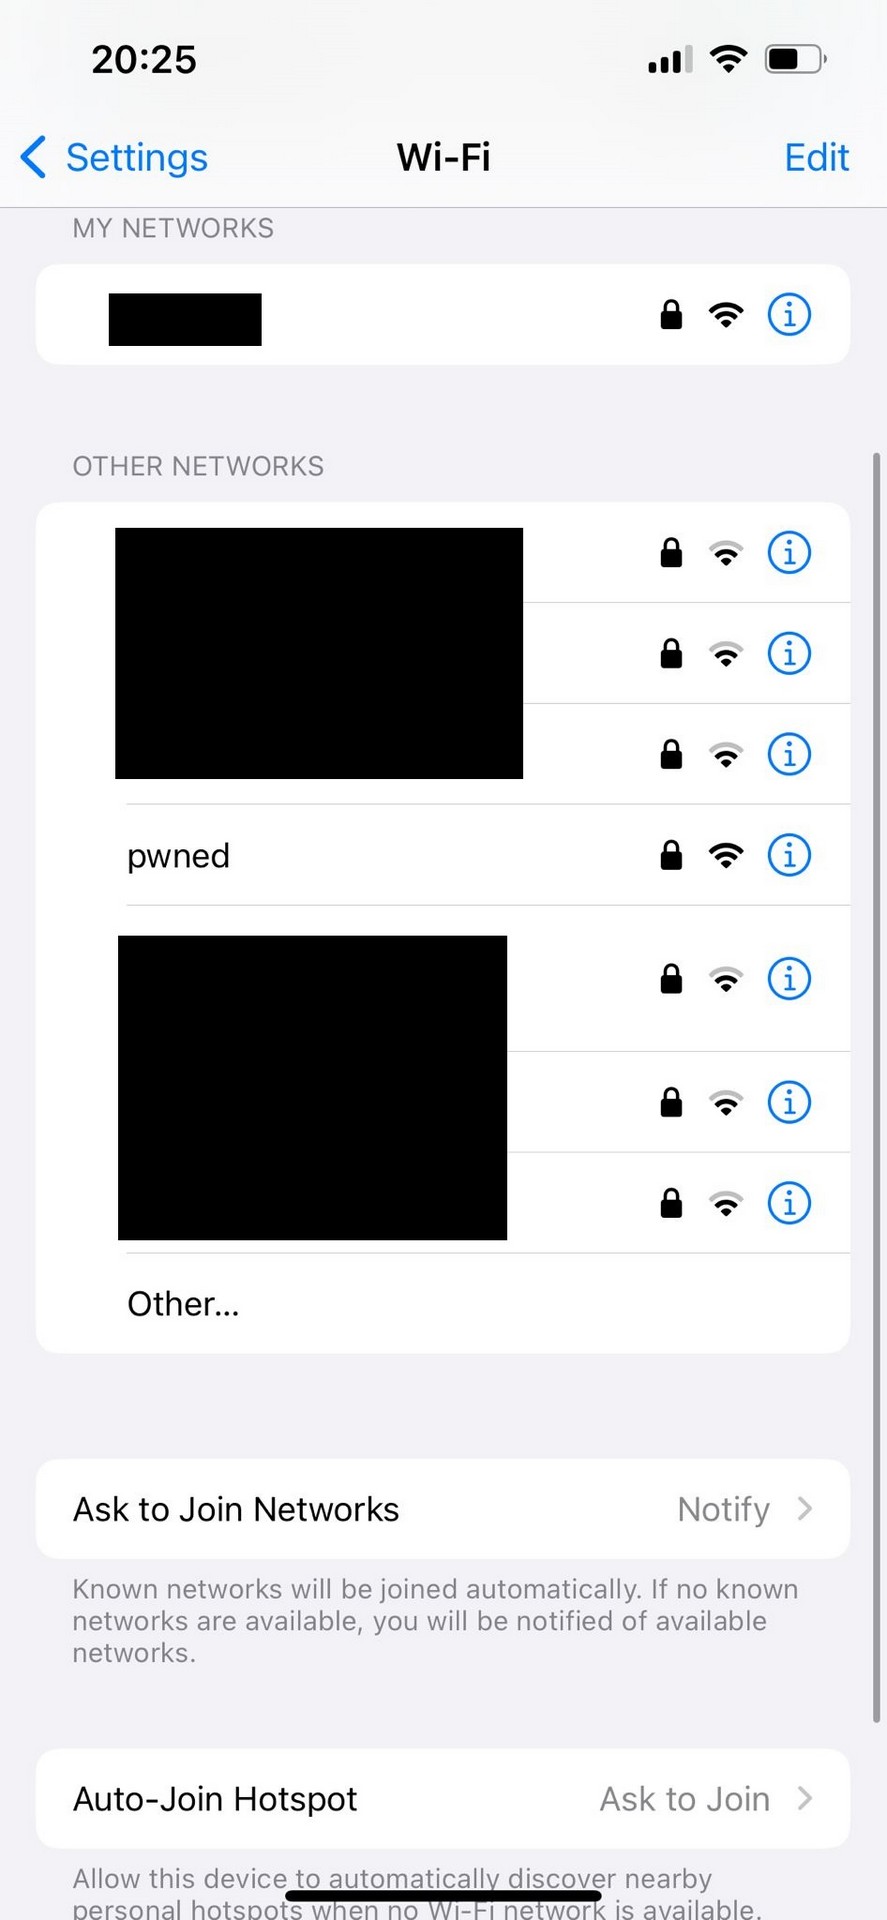 20:25
Settings
Wi-Fi
Edit
MY NETWORKS
OTHER NETWORKS
pwned
Other...
Ask to Join Networks
Notify
Known networks will be joined automatically. If no known
networks are available, you will be notified of available
networks.
Auto-Join Hotspot
Ask to Join
Allow this device to automatically discover nearby
personal hotspots when no Wi-Fi network is available.